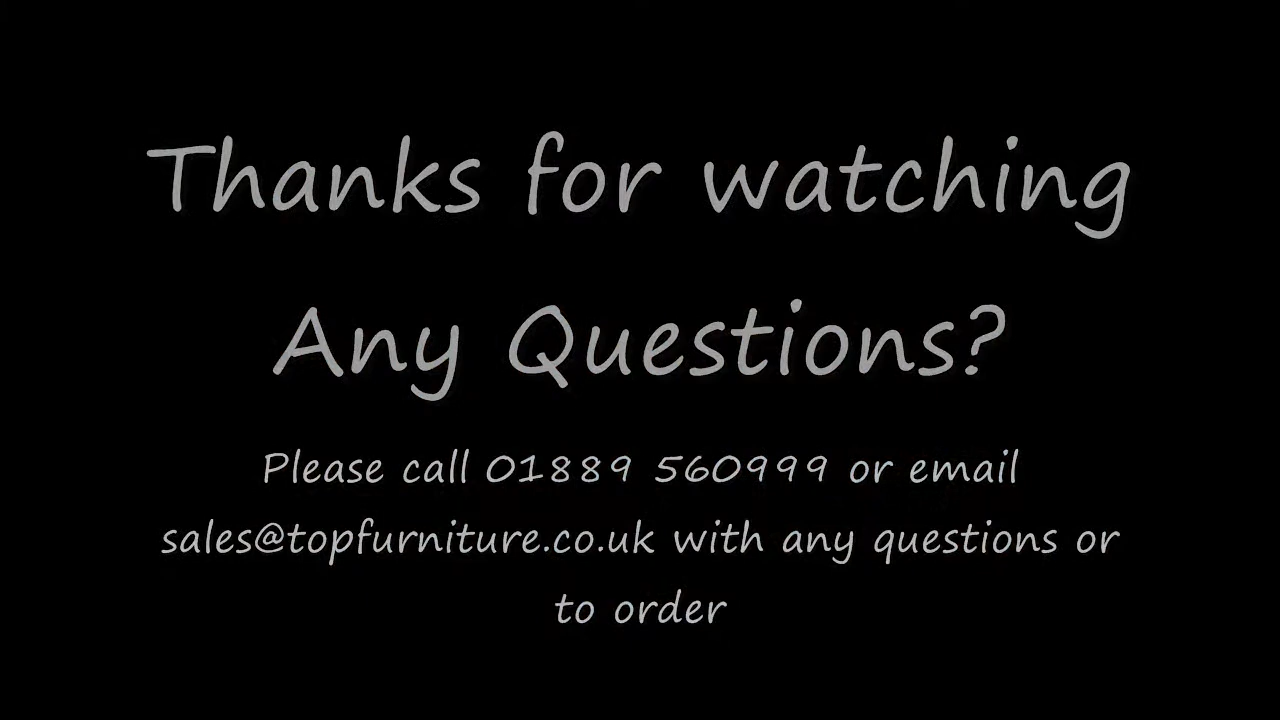 Thanks for watching
Any Questions?
Please call 01889 560999 or email
sales@topfurniture.co.uk with any questions or
to order